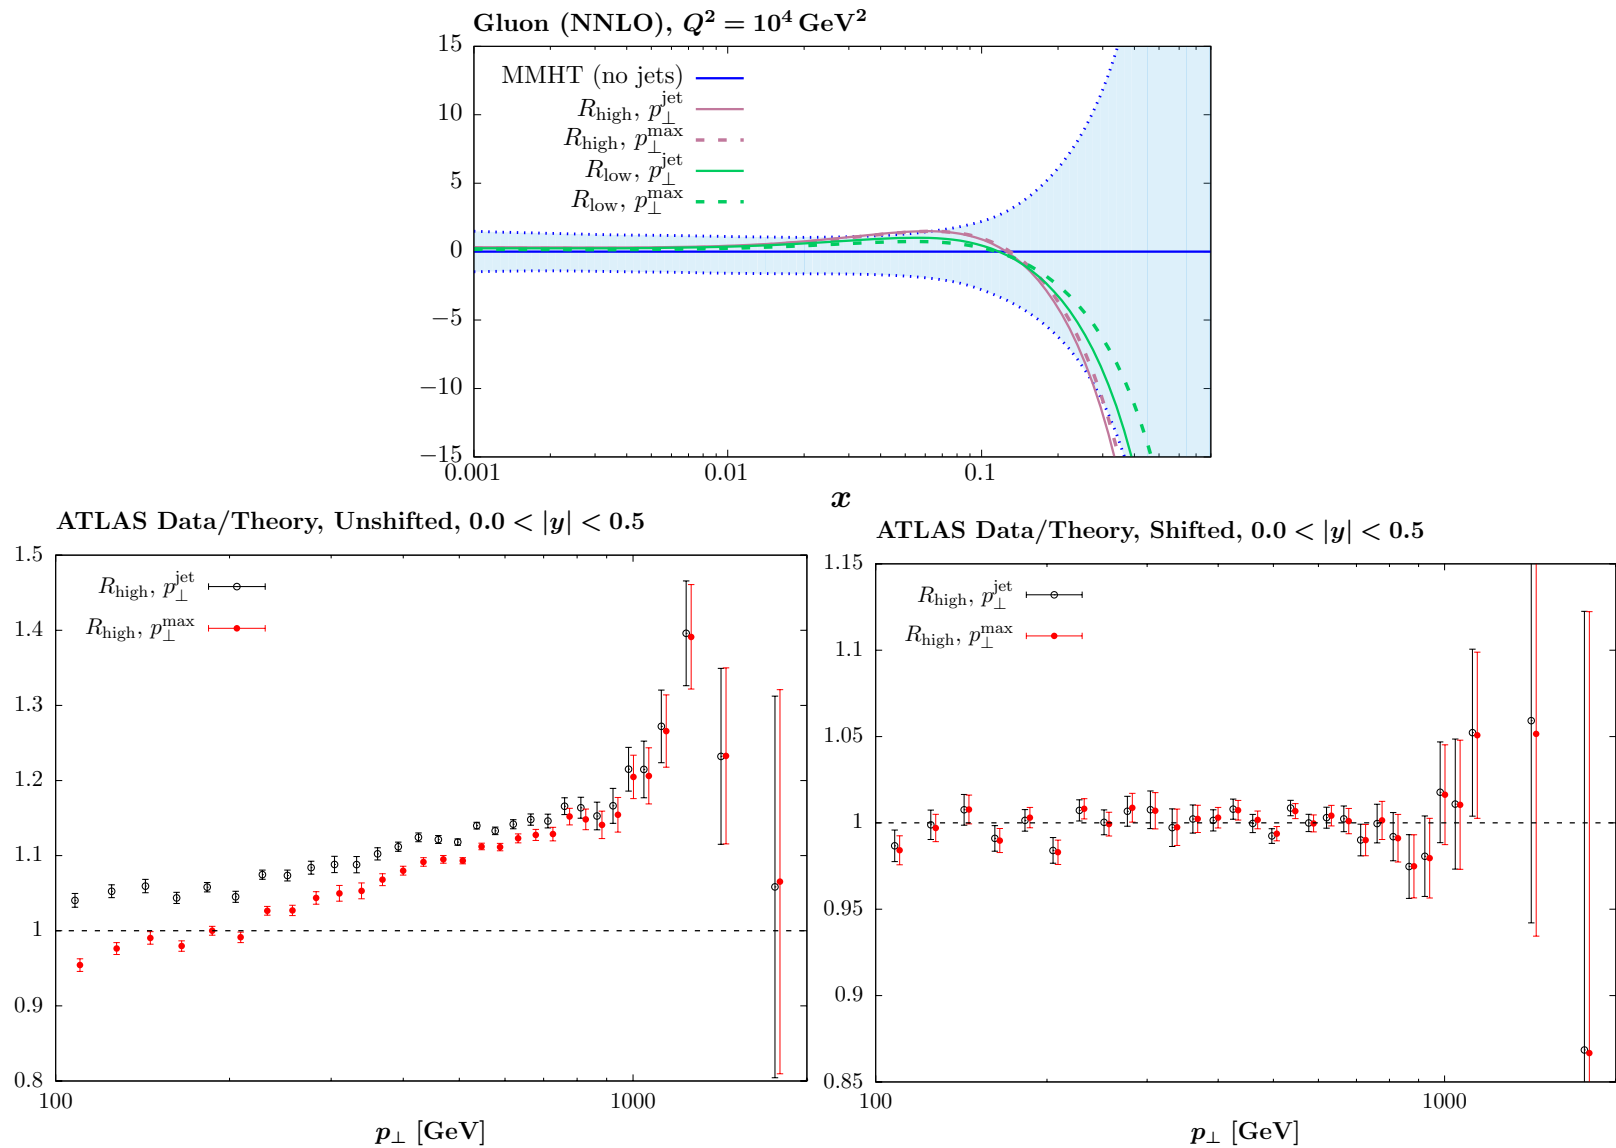 Gluon (NNLO), Q² = 10⁴ GeV²
15
10
5
0
−5
−10
−15
MMHT (no jets)
R_high, p_⊥^jet
R_high, p_⊥^max
R_low, p_⊥^jet
R_low, p_⊥^max
0.001 0.01 0.1
x
ATLAS Data/Theory, Unshifted, 0.0 < |y| < 0.5
1.5
1.4
1.3
1.2
1.1
1
0.9
0.8
R_high, p_⊥^jet
R_high, p_⊥^max
100 1000
p_⊥ [GeV]
ATLAS Data/Theory, Shifted, 0.0 < |y| < 0.5
1.15
1.1
1.05
1
0.95
0.9
0.85
R_high, p_⊥^jet
R_high, p_⊥^max
100 1000
p_⊥ [GeV]